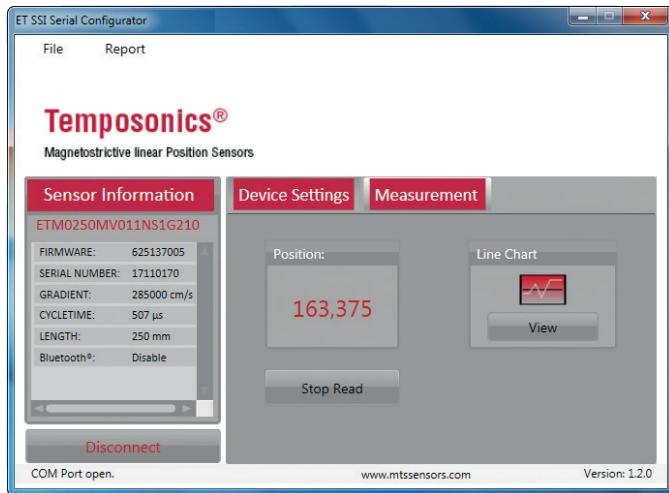 ET SSI Serial Configurator
File Report
Temposonics®
Magnetostrictive linear Position Sensors
Sensor Information
ETM0250MV011NS1G210
FIRMWARE: 625137005
SERIAL NUMBER: 17110170
GRADIENT: 285000 cm/s
CYCLETIME: 507 µs
LENGTH: 250 mm
Bluetooth®: Disable
Disconnect
Device Settings Measurement
Position:
163,375
Stop Read
Line Chart
View
COM Port open. www.mtssensors.com Version: 1.2.0